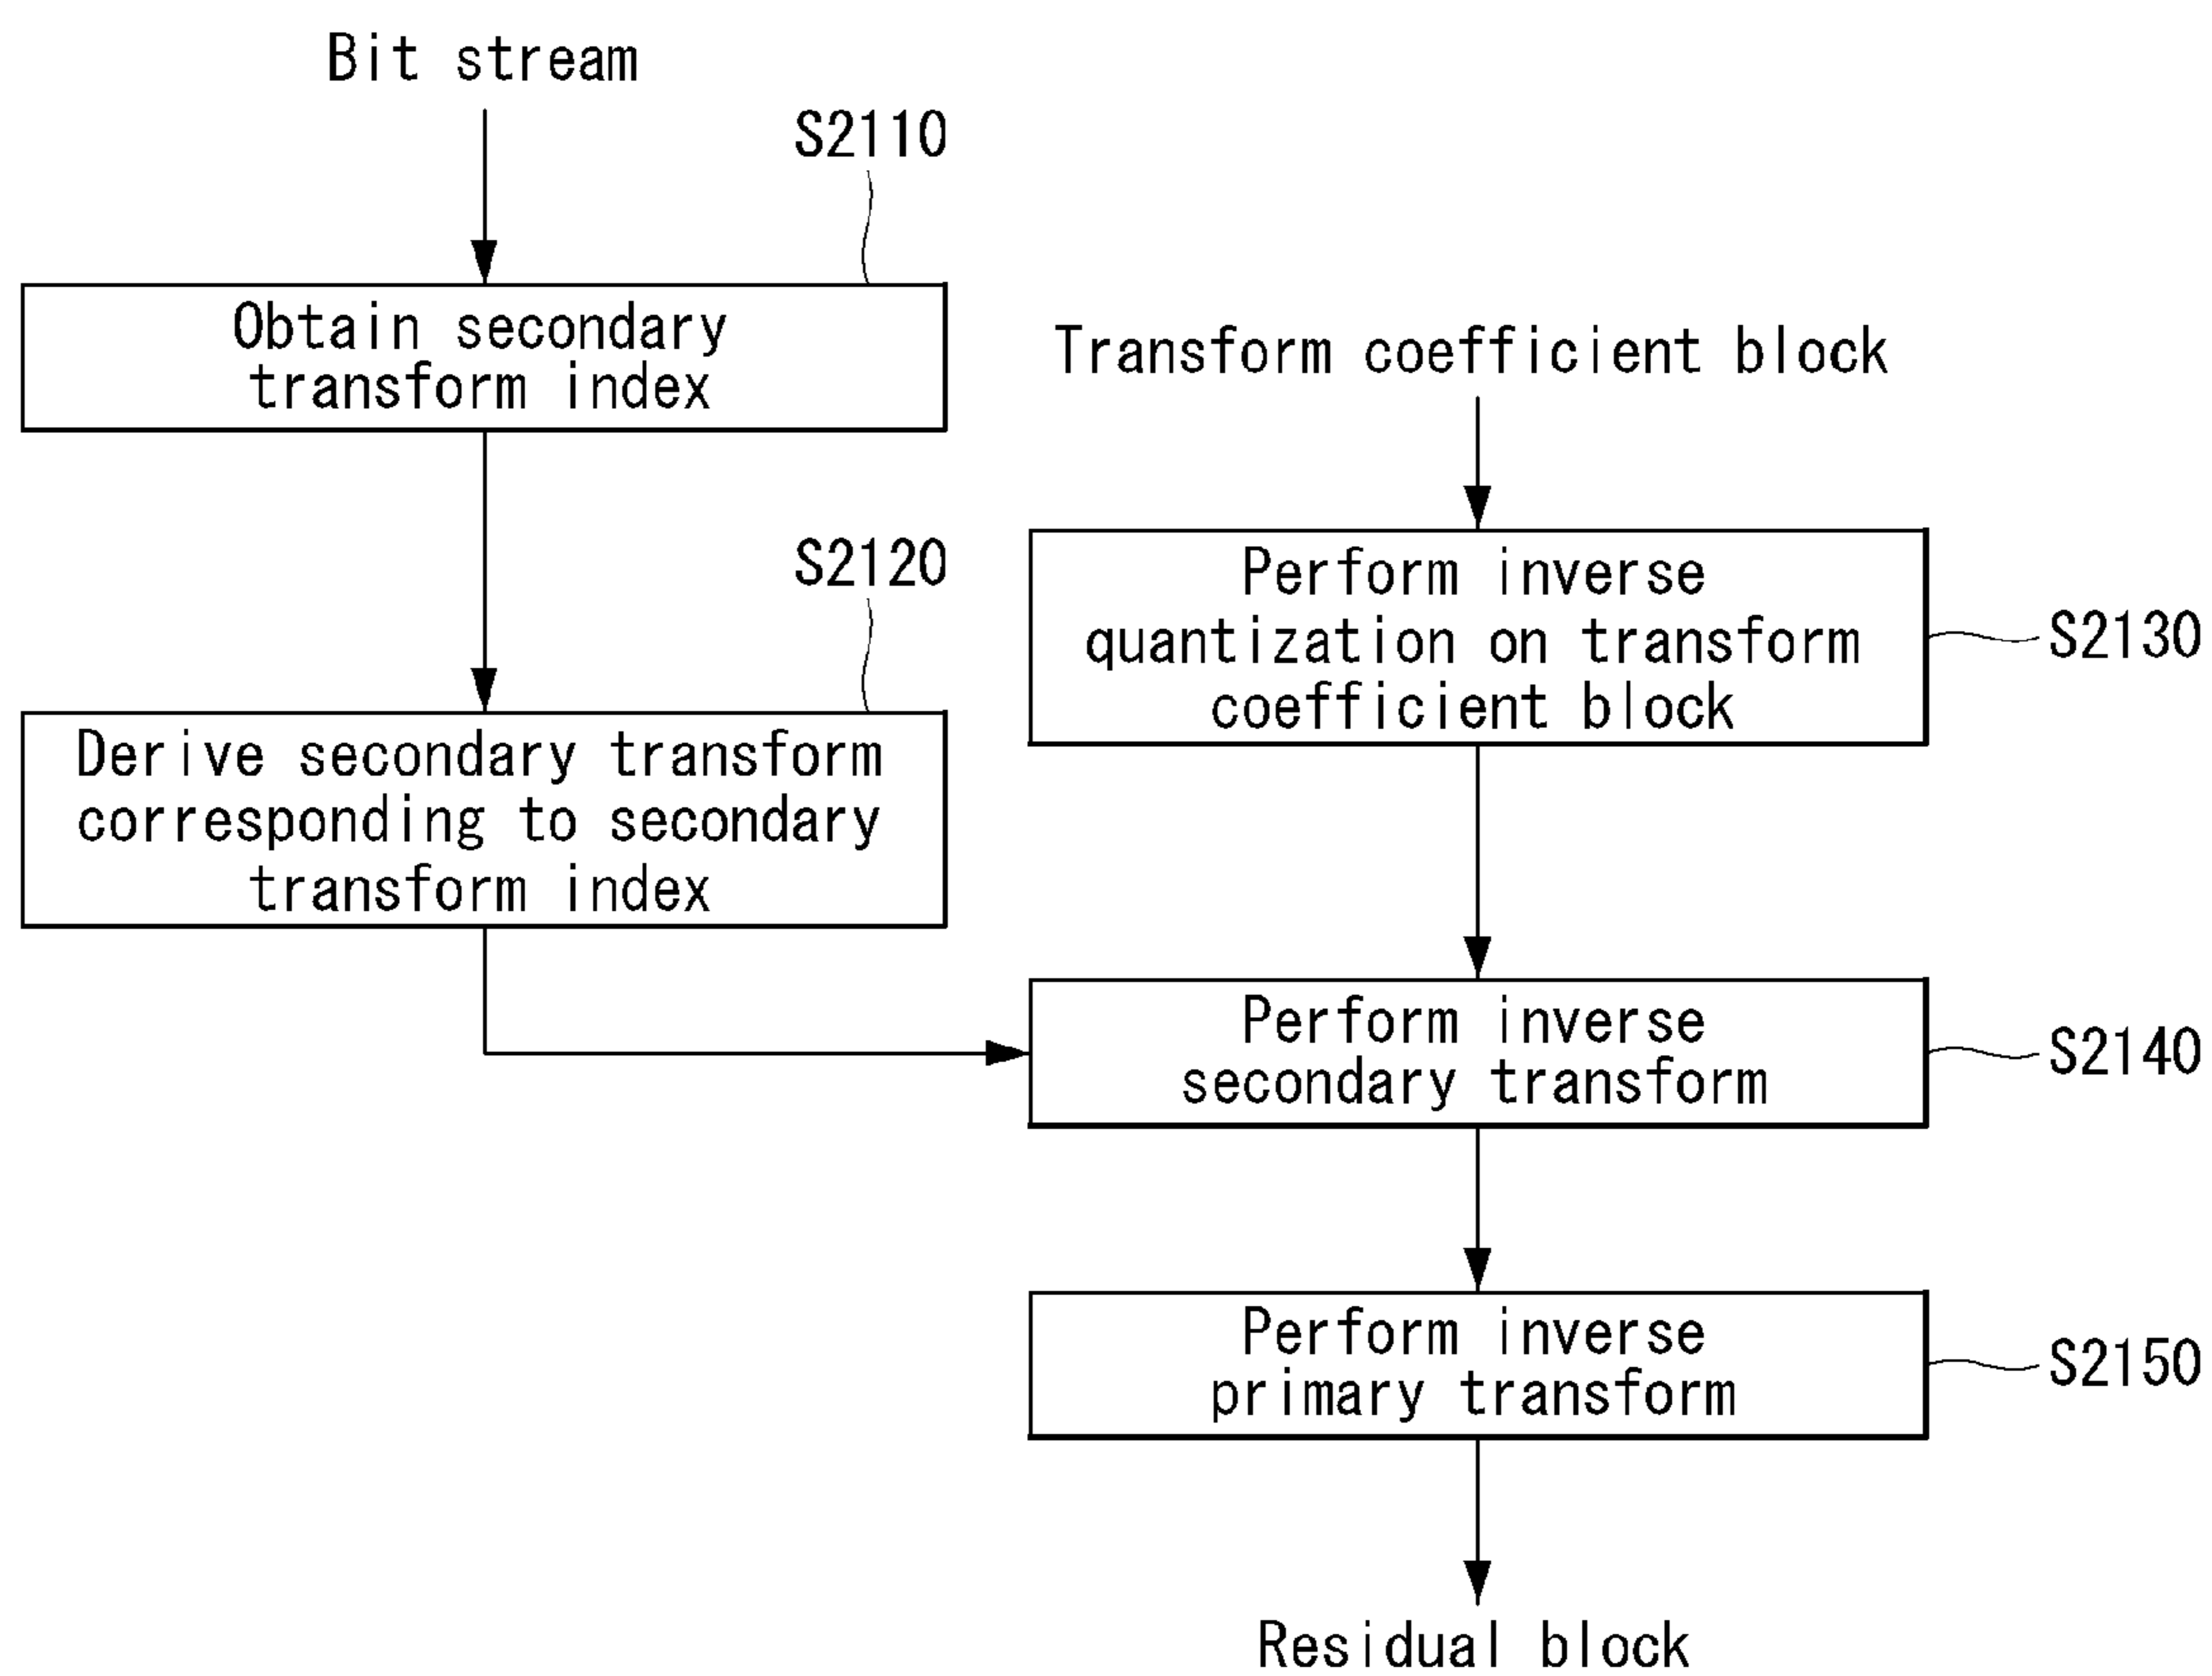 Bit stream
S2110
Obtain secondary
transform index
Transform coefficient block
S2120
Derive secondary transform
corresponding to secondary
transform index
Perform inverse
quantization on transform
coefficient block
S2130
Perform inverse
secondary transform
S2140
Perform inverse
primary transform
S2150
Residual block